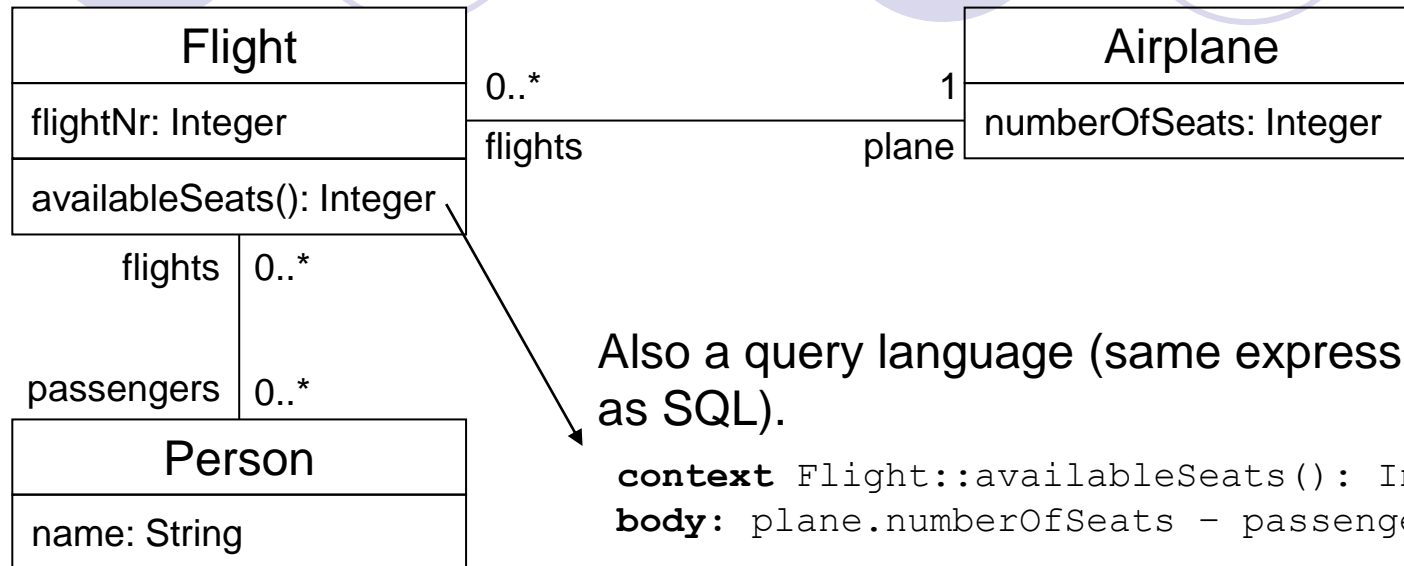 Flight
flightNr: Integer
availableSeats(): Integer
0..*
flights
1
plane
Airplane
numberOfSeats: Integer
flights 0..*
passengers 0..*
Person
name: String
Also a query language (same express
as SQL).
context Flight::availableSeats(): I
body: plane.numberOfSeats – passeng